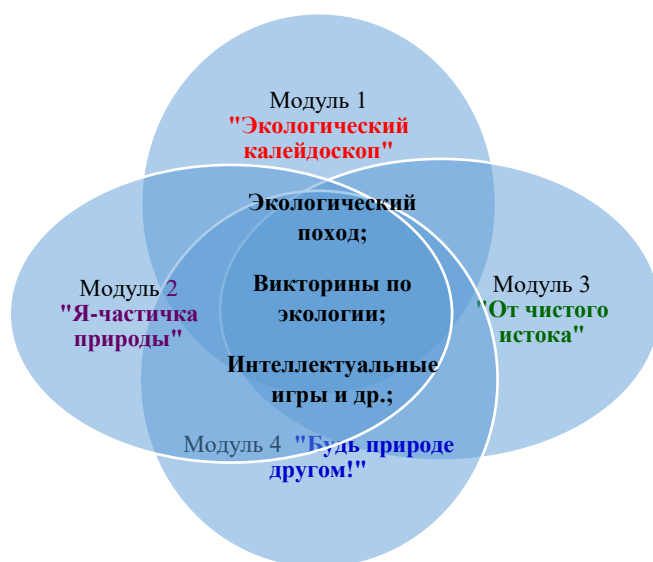 Модуль 1
"Экологический
калейдоскоп"
Экологический
поход;
Викторины по
экологии;
Интеллектуальные
игры и др.;
Модуль 2
"Я-частичка
природы"
Модуль 3
"От чистого
истока"
Модуль 4 "Будь природе
другом!"